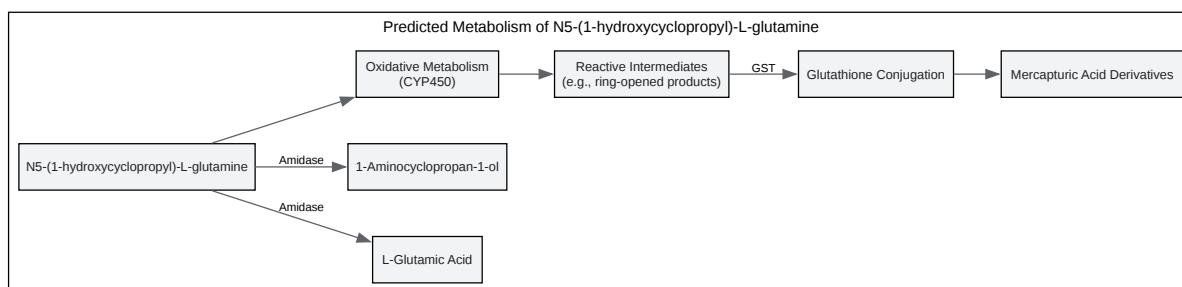 Predicted Metabolism of N5-(1-hydroxycyclopropyl)-L-glutamine
Oxidative Metabolism
(CYP450)
Reactive Intermediates
(e.g., ring-opened products)
GST
Glutathione Conjugation
Mercapturic Acid Derivatives
N5-(1-hydroxycyclopropyl)-L-glutamine
Amidase
1-Aminocyclopropan-1-ol
Amidase
L-Glutamic Acid